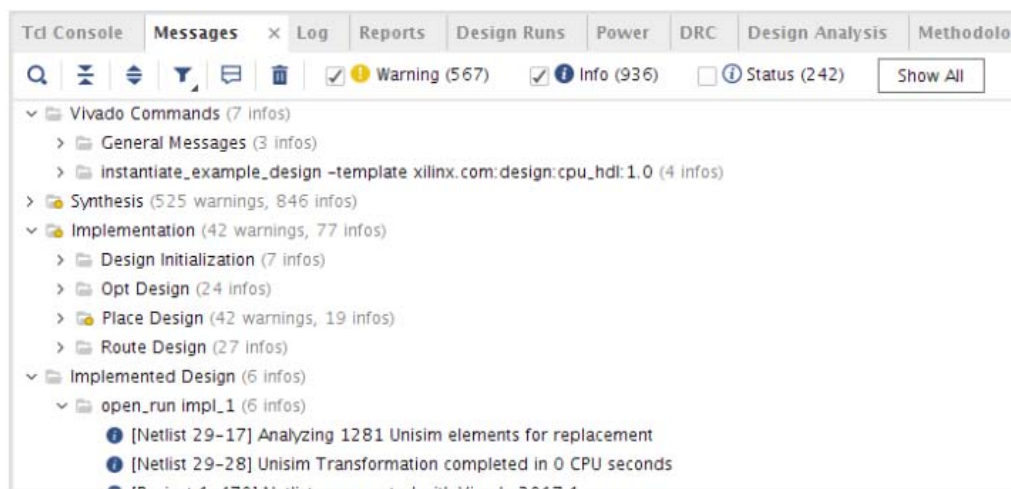 Tcl Console Messages × Log Reports Design Runs Power DRC Design Analysis Methodolo
Warning (567) Info (936) Status (242) Show All
Vivado Commands (7 infos)
General Messages (3 infos)
instantiate_example_design -template xilinx.com:design:cpu_hdl:1.0 (4 infos)
Synthesis (525 warnings, 846 infos)
Implementation (42 warnings, 77 infos)
Design Initialization (7 infos)
Opt Design (24 infos)
Place Design (42 warnings, 19 infos)
Route Design (27 infos)
Implemented Design (6 infos)
open_run impl_1 (6 infos)
[Netlist 29-17] Analyzing 1281 Unisim elements for replacement
[Netlist 29-28] Unisim Transformation completed in 0 CPU seconds